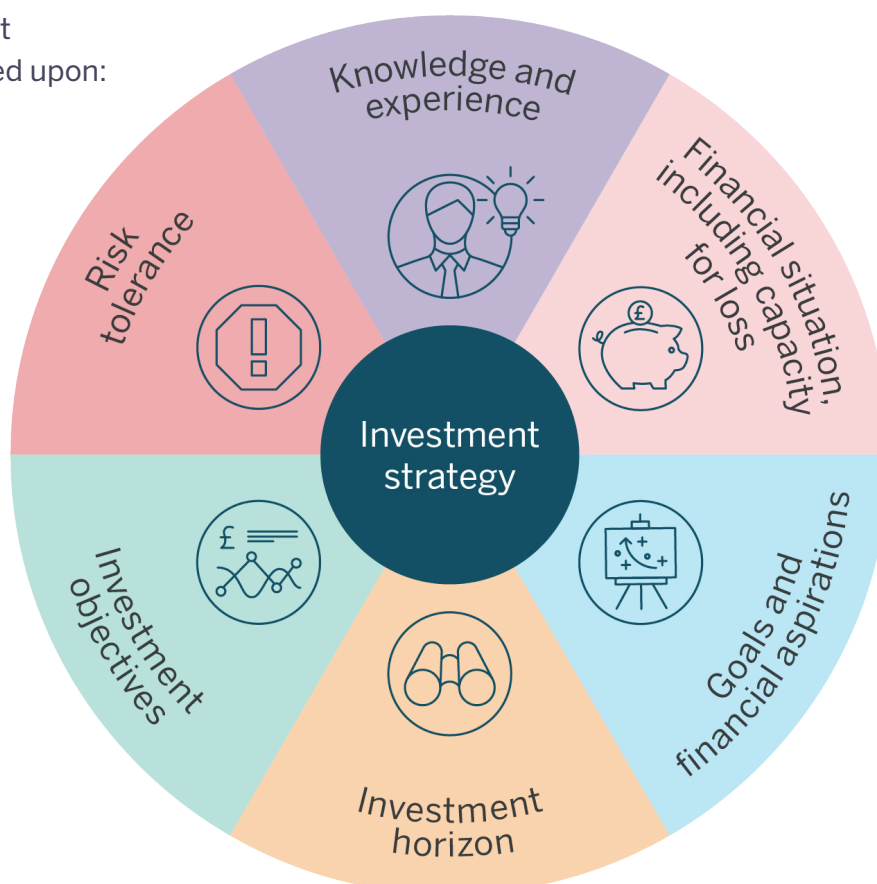 t
ed upon:
Knowledge and
experience
Financial situation,
including capacity
for loss
£
Goals and
financial aspirations
Investment
horizon
Investment
objectives
£
Risk
tolerance
!
Investment
strategy